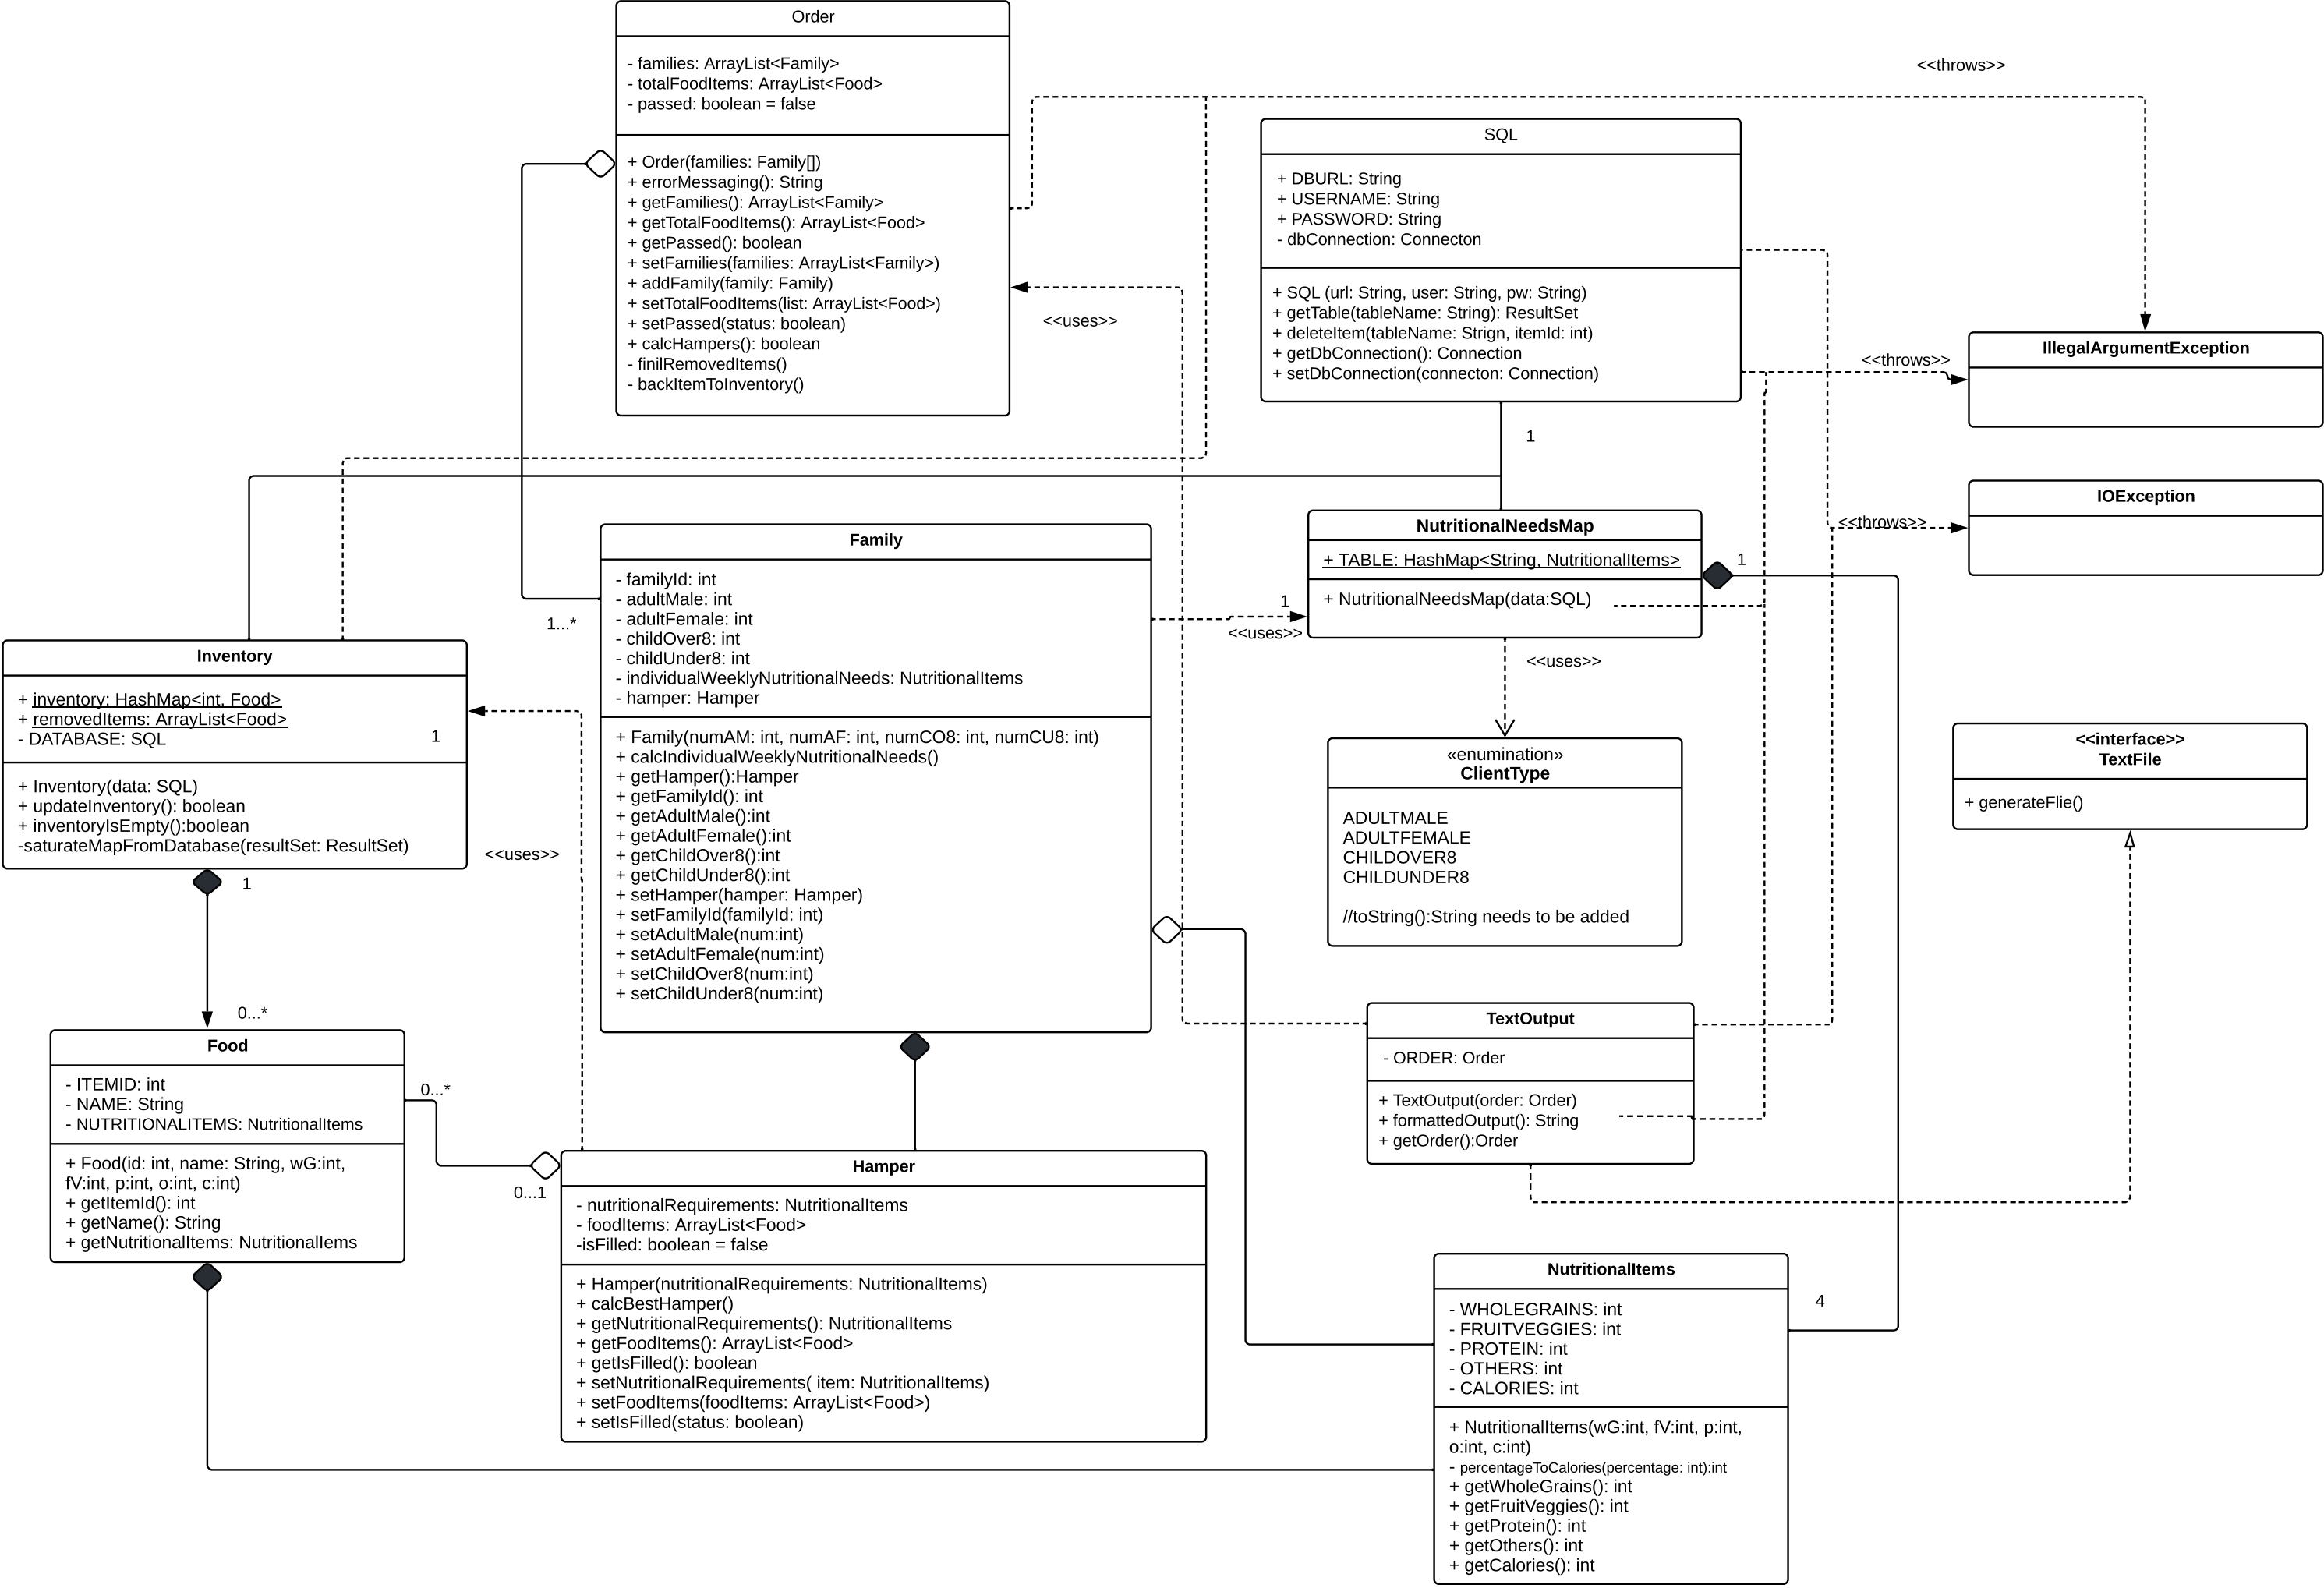 Order
- families: ArrayList<Family>
- totalFoodItems: ArrayList<Food>
- passed: boolean = false
+ Order(families: Family[])
+ errorMessaging(): String
+ getFamilies(): ArrayList<Family>
+ getTotalFoodItems(): ArrayList<Food>
+ getPassed(): boolean
+ setFamilies(families: ArrayList<Family>)
+ addFamily(family: Family)
+ setTotalFoodItems(list: ArrayList<Food>)
+ setPassed(status: boolean)
+ calcHampers(): boolean
- finilRemovedItems()
- backItemToInventory()
<<throws>>
SQL
+ DBURL: String
+ USERNAME: String
+ PASSWORD: String
- dbConnection: Connecton
+ SQL (url: String, user: String, pw: String)
+ getTable(tableName: String): ResultSet
+ deleteItem(tableName: Strign, itemId: int)
+ getDbConnection(): Connection
+ setDbConnection(connecton: Connection)
<<uses>>
<<throws>>
IllegalArgumentException
1
IOException
<<throws>>
NutritionalNeedsMap
+ TABLE: HashMap<String, NutritionalItems>
+ NutritionalNeedsMap(data:SQL)
1
Family
- familyId: int
- adultMale: int
- adultFemale: int
- childOver8: int
- childUnder8: int
- individualWeeklyNutritionalNeeds: NutritionalItems
- hamper: Hamper
+ Family(numAM: int, numAF: int, numCO8: int, numCU8: int)
+ calcIndividualWeeklyNutritionalNeeds()
+ getHamper():Hamper
+ getFamilyId(): int
+ getAdultMale():int
+ getAdultFemale():int
+ getChildOver8():int
+ getChildUnder8():int
+ setHamper(hamper: Hamper)
+ setFamilyId(familyId: int)
+ setAdultMale(num:int)
+ setAdultFemale(num:int)
+ setChildOver8(num:int)
+ setChildUnder8(num:int)
1...*
1
<<uses>>
<<uses>>
Inventory
+ inventory: HashMap<int, Food>
+ removedItems: ArrayList<Food>
- DATABASE: SQL
1
+ Inventory(data: SQL)
+ updateInventory(): boolean
+ inventoryIsEmpty():boolean
-saturateMapFromDatabase(resultSet: ResultSet)
<<uses>>
1
0...*
«enumination»
ClientType
ADULTMALE
ADULTFEMALE
CHILDOVER8
CHILDUNDER8
//toString():String needs to be added
<<interface>>
TextFile
+ generateFlie()
TextOutput
- ORDER: Order
+ TextOutput(order: Order)
+ formattedOutput(): String
+ getOrder():Order
Food
- ITEMID: int
- NAME: String
- NUTRITIONALITEMS: NutritionalItems
+ Food(id: int, name: String, wG:int,
fV:int, p:int, o:int, c:int)
+ getItemId(): int
+ getName(): String
+ getNutritionalItems: NutritionalIems
0...*
0...1
Hamper
- nutritionalRequirements: NutritionalItems
- foodItems: ArrayList<Food>
-isFilled: boolean = false
+ Hamper(nutritionalRequirements: NutritionalItems)
+ calcBestHamper()
+ getNutritionalRequirements(): NutritionalItems
+ getFoodItems(): ArrayList<Food>
+ getIsFilled(): boolean
+ setNutritionalRequirements( item: NutritionalItems)
+ setFoodItems(foodItems: ArrayList<Food>)
+ setIsFilled(status: boolean)
NutritionalItems
- WHOLEGRAINS: int
- FRUITVEGGIES: int
- PROTEIN: int
- OTHERS: int
- CALORIES: int
+ NutritionalItems(wG:int, fV:int, p:int,
o:int, c:int)
- percentageToCalories(percentage: int):int
+ getWholeGrains(): int
+ getFruitVeggies(): int
+ getProtein(): int
+ getOthers(): int
+ getCalories(): int
4